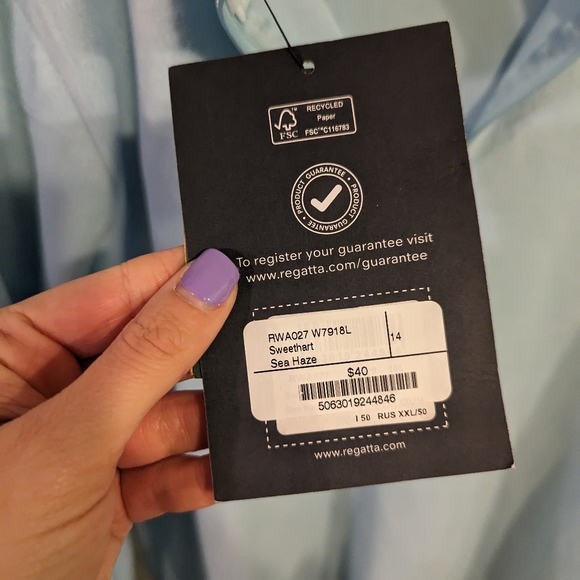 RECYCLED
Paper
FSC™C116783
FSC
PRODUCT GUARANTEE • PRODUCT GUARANTEE •
To register your guarantee visit
www.regatta.com/guarantee
RWA027 W7918L
14
Sweethart
Sea Haze
$40
5063019244846
I 50 RUS XXL/50
www.regatta.com